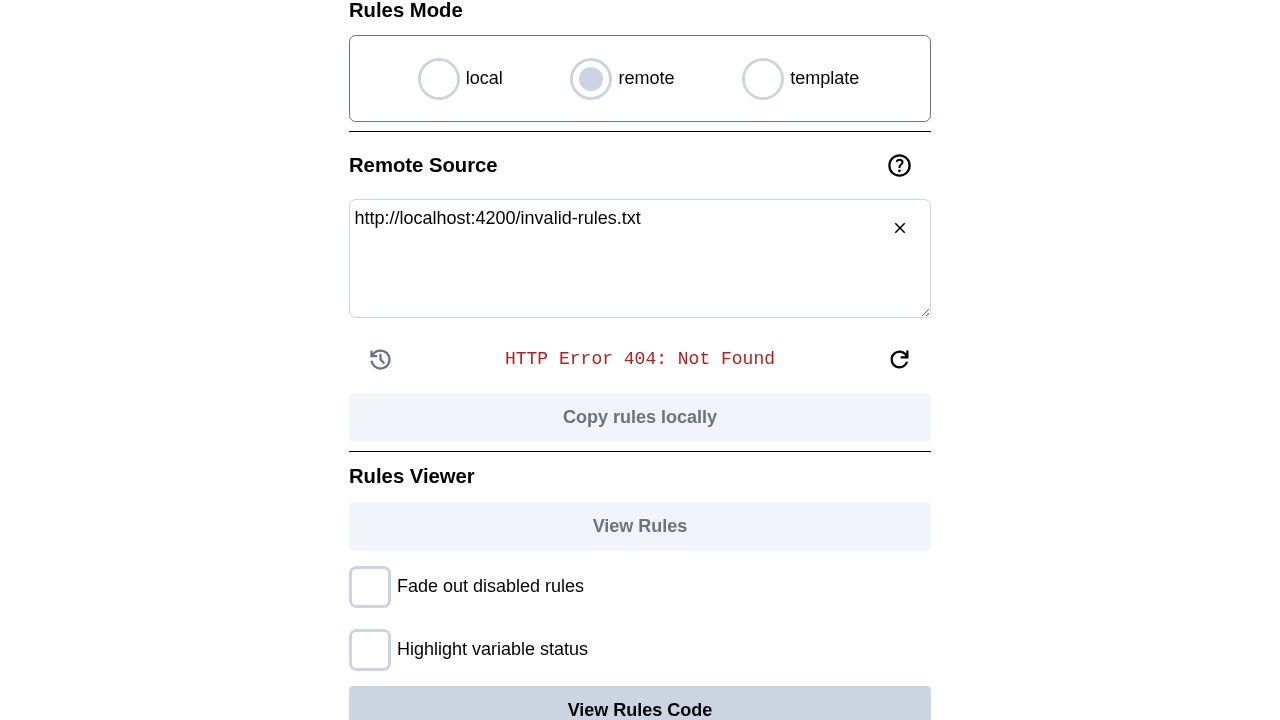 Rules Mode
local remote template
Remote Source
http://localhost:4200/invalid-rules.txt
HTTP Error 404: Not Found
Copy rules locally
Rules Viewer
View Rules
Fade out disabled rules
Highlight variable status
View Rules Code